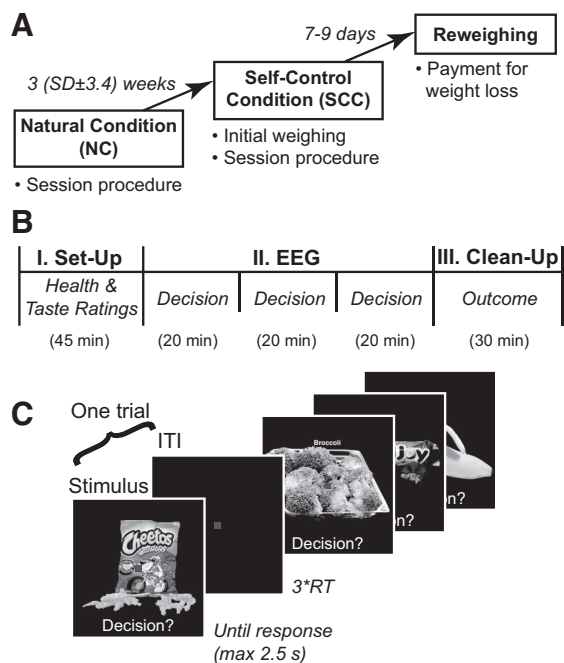 A
7-9 days
Reweighing
• Payment for
weight loss
3 (SD±3.4) weeks
Self-Control
Condition (SCC)
• Initial weighing
• Session procedure
Natural Condition
(NC)
• Session procedure
B
I. Set-Up
II. EEG
III. Clean-Up
Health &
Taste Ratings
Decision
Decision
Decision
Outcome
(45 min)
(20 min)
(20 min)
(20 min)
(30 min)
C
One trial
ITI
Stimulus
Cheetos
Decision?
Broccoli
Decision?
n?
n?
3*RT
Until response
(max 2.5 s)